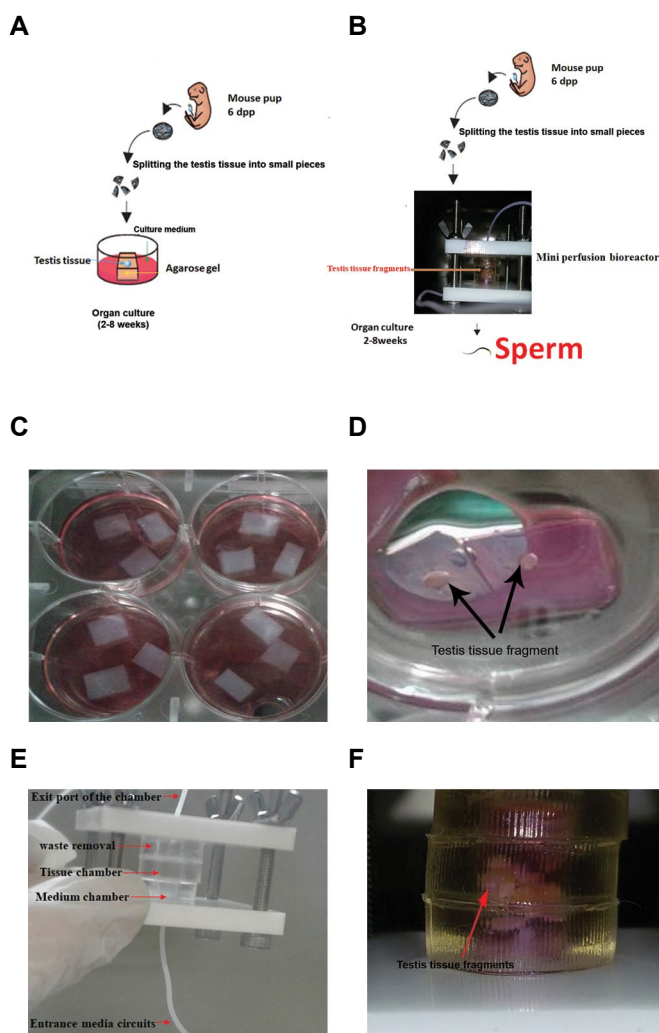 A
Mouse pup
6 dpp
Splitting the testis tissue into small pieces
Culture medium
Testis tissue
Agarose gel
Organ culture
(2-8 weeks)
B
Mouse pup
6 dpp
Splitting the testis tissue into small pieces
Mini perfusion bioreactor
Testis tissue fragments
Organ culture
2-8weeks
Sperm
C
D
Testis tissue fragment
E
Exit port of the chamber
waste removal
Tissue chamber
Medium chamber
Entrance media circuits
F
Testis tissue fragments